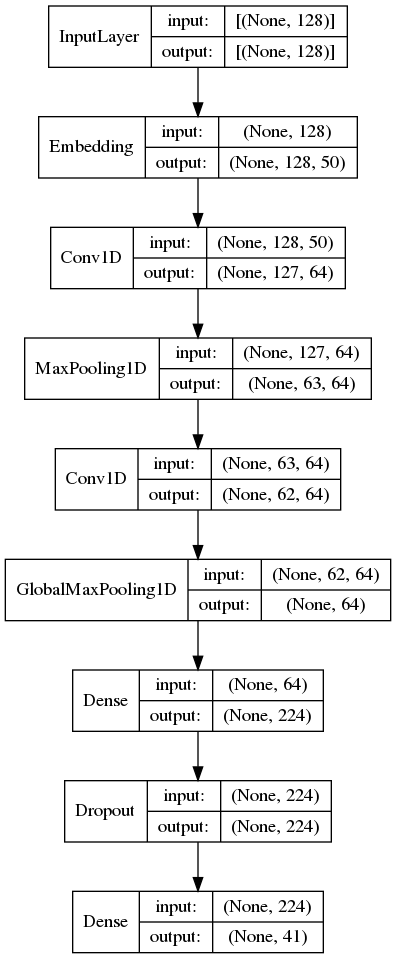 InputLayer
input: [(None, 128)]
output: [(None, 128)]
Embedding
input: (None, 128)
output: (None, 128, 50)
Conv1D
input: (None, 128, 50)
output: (None, 127, 64)
MaxPooling1D
input: (None, 127, 64)
output: (None, 63, 64)
Conv1D
input: (None, 63, 64)
output: (None, 62, 64)
GlobalMaxPooling1D
input: (None, 62, 64)
output: (None, 64)
Dense
input: (None, 64)
output: (None, 224)
Dropout
input: (None, 224)
output: (None, 224)
Dense
input: (None, 224)
output: (None, 41)